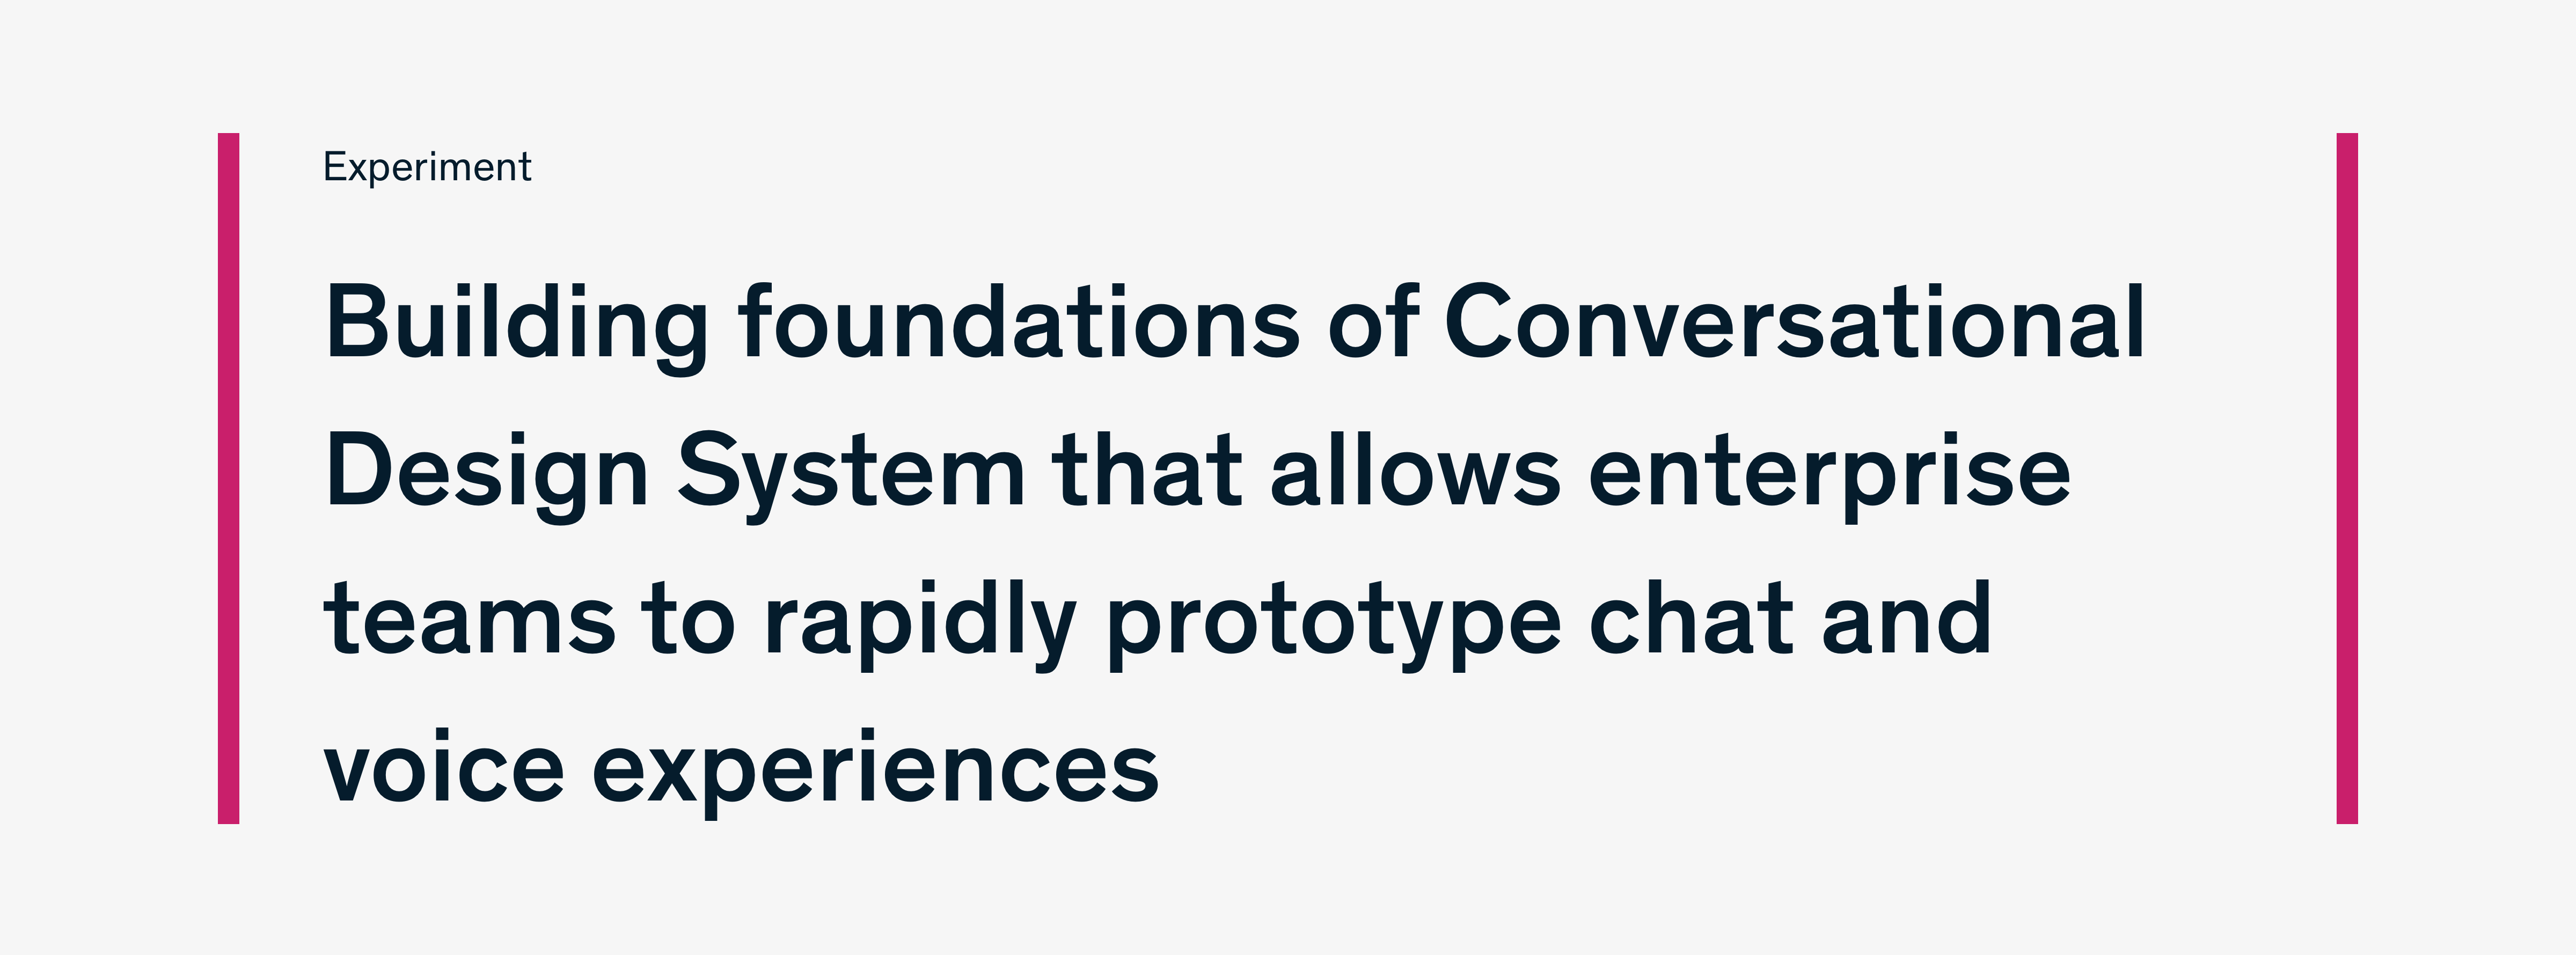 Experiment
Building foundations of Conversational
Design System that allows enterprise
teams to rapidly prototype chat and
voice experiences